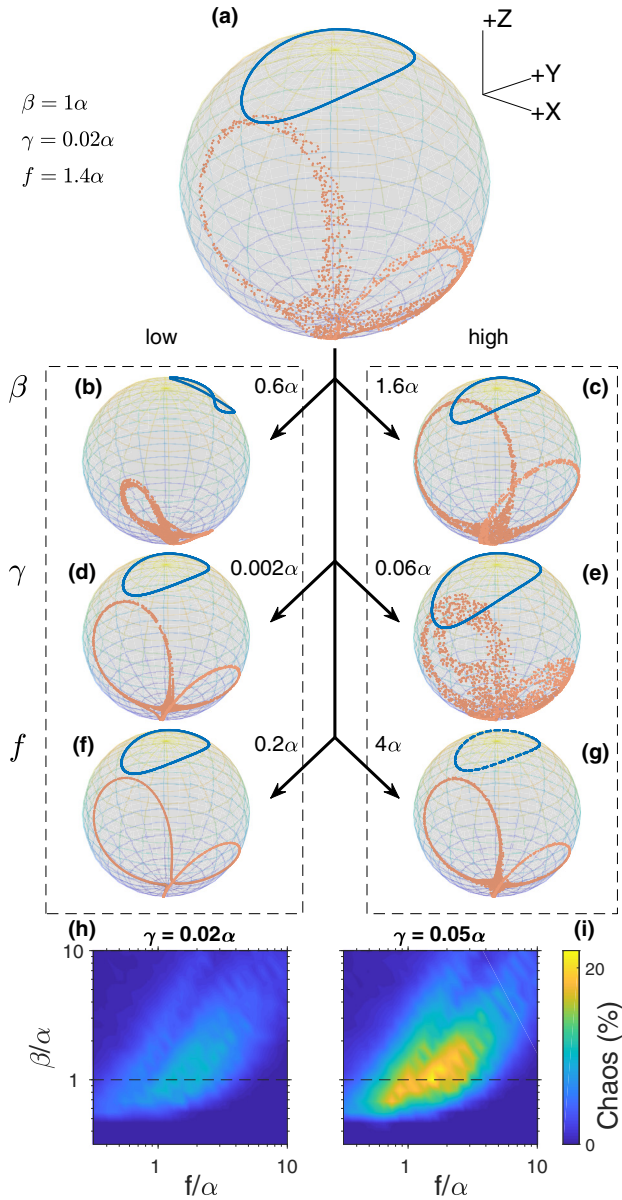 (a)
+Z
+Y
+X
β = 1α
γ = 0.02α
f = 1.4α
low
high
β
(b)
0.6α
1.6α
(c)
γ
(d)
0.002α
0.06α
(e)
f
(f)
0.2α
4α
(g)
(h)
γ = 0.02α
γ = 0.05α
(i)
10
20
β/α
1
Chaos (%)
0
1
10
1
10
f/α
f/α